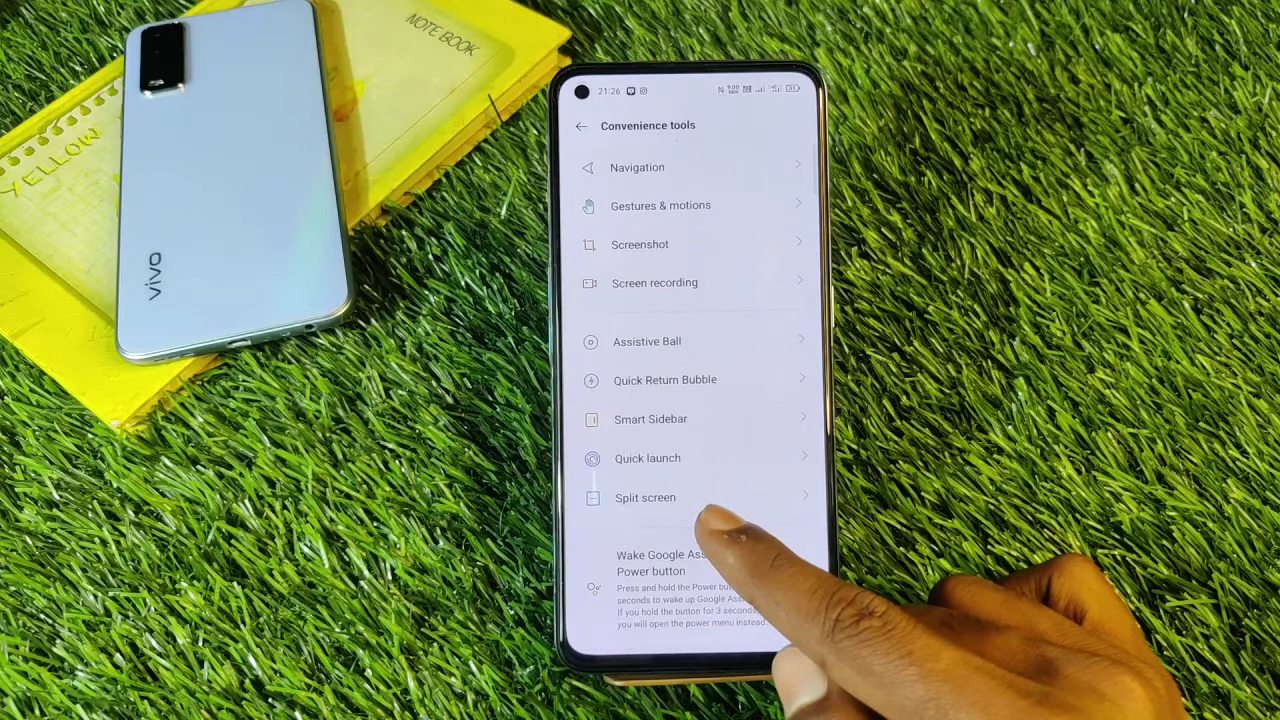 NOTE BOOK
YELLOW
vivo
21:26
Convenience tools
Navigation
Gestures & motions
Screenshot
Screen recording
Assistive Ball
Quick Return Bubble
Smart Sidebar
Quick launch
Split screen
Wake Google
Power button
Press and hold the Power
seconds to wake up Google
If you hold the button for 3 seconds,
you will open the power menu instead.